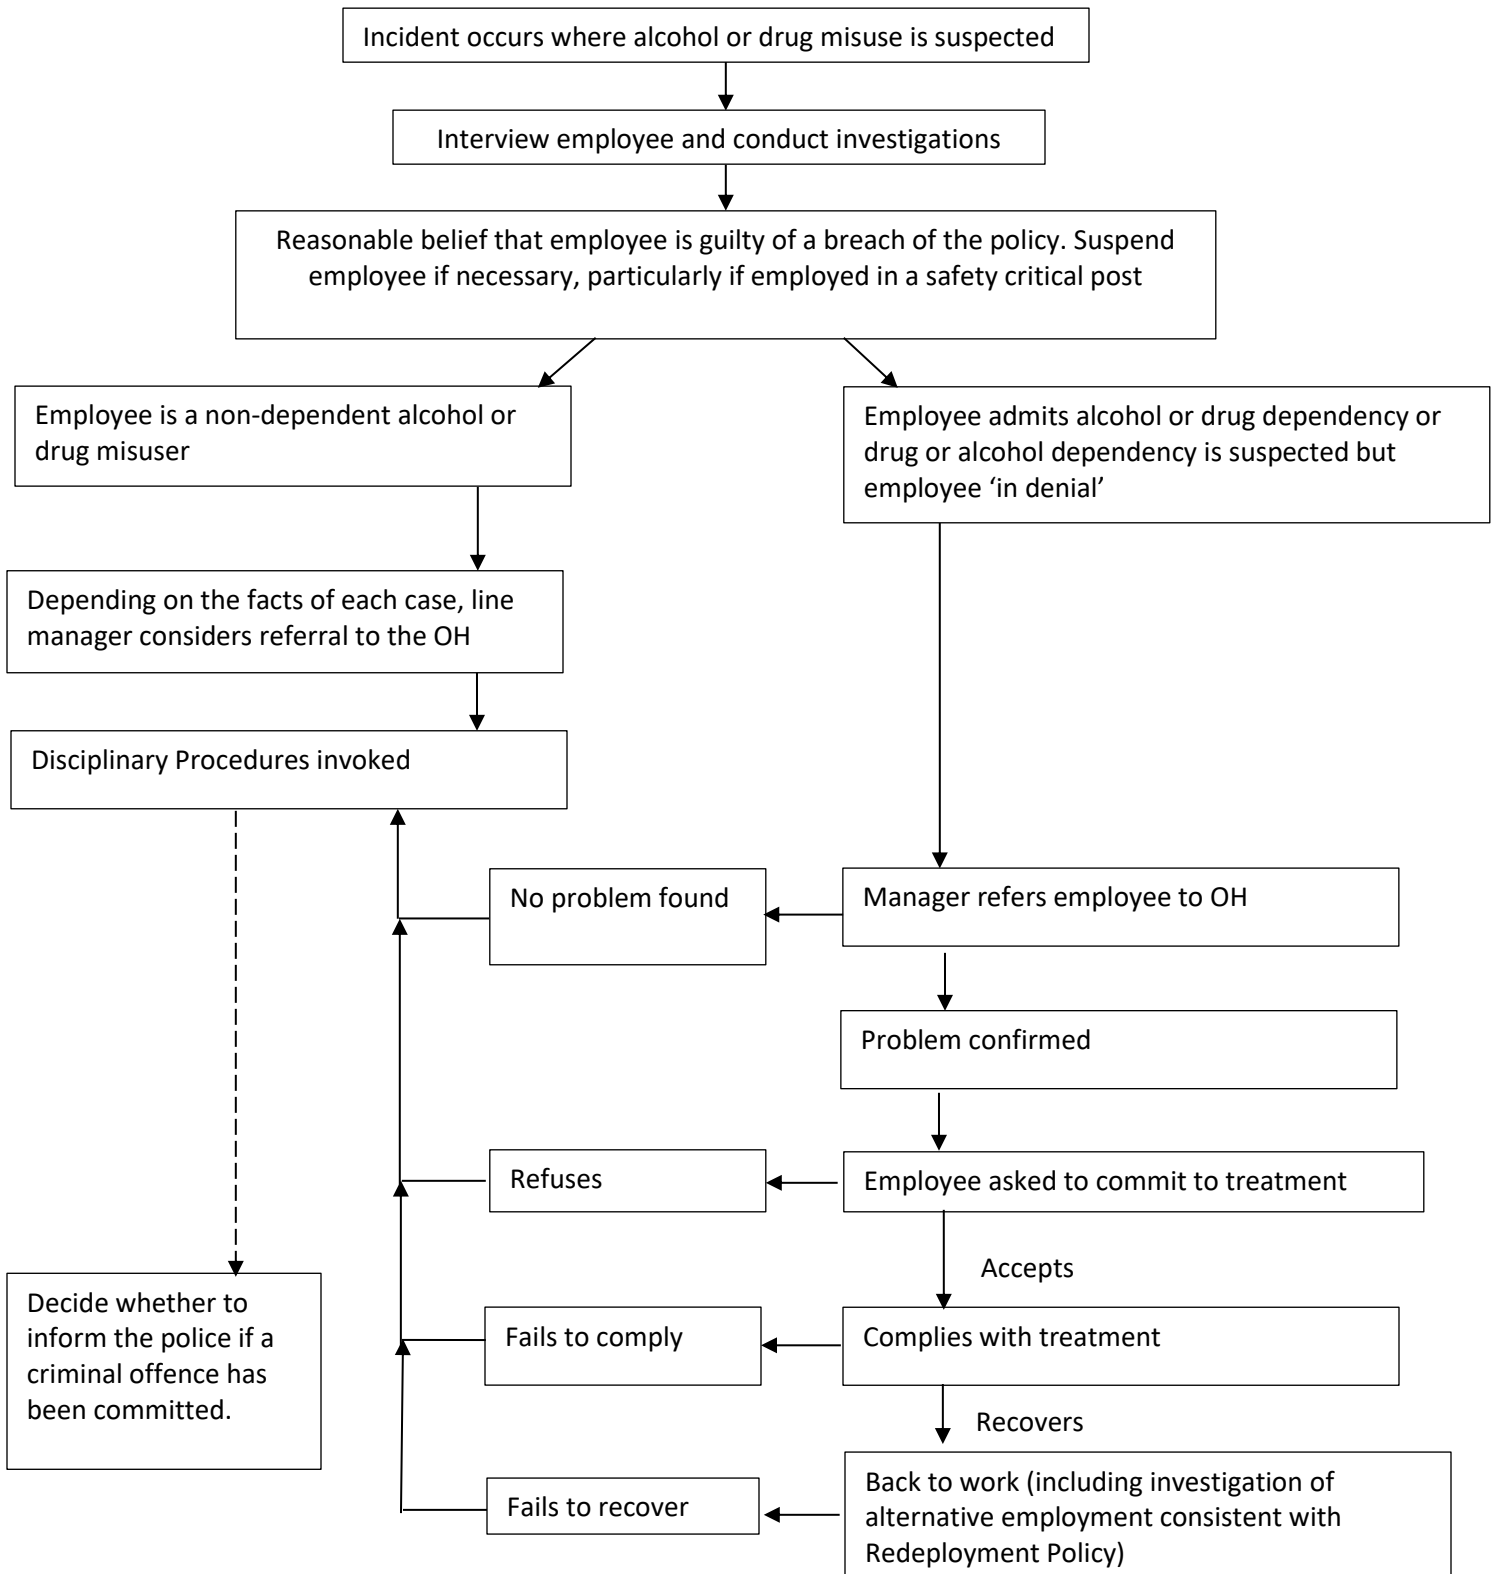 Incident occurs where alcohol or drug misuse is suspected
Interview employee and conduct investigations
Reasonable belief that employee is guilty of a breach of the policy. Suspend
employee if necessary, particularly if employed in a safety critical post
Employee is a non-dependent alcohol or
drug misuser
Employee admits alcohol or drug dependency or
drug or alcohol dependency is suspected but
employee ‘in denial’
Depending on the facts of each case, line
manager considers referral to the OH
Disciplinary Procedures invoked
No problem found
Manager refers employee to OH
Problem confirmed
Refuses
Employee asked to commit to treatment
Accepts
Decide whether to
inform the police if a
criminal offence has
been committed.
Fails to comply
Complies with treatment
Recovers
Fails to recover
Back to work (including investigation of
alternative employment consistent with
Redeployment Policy)